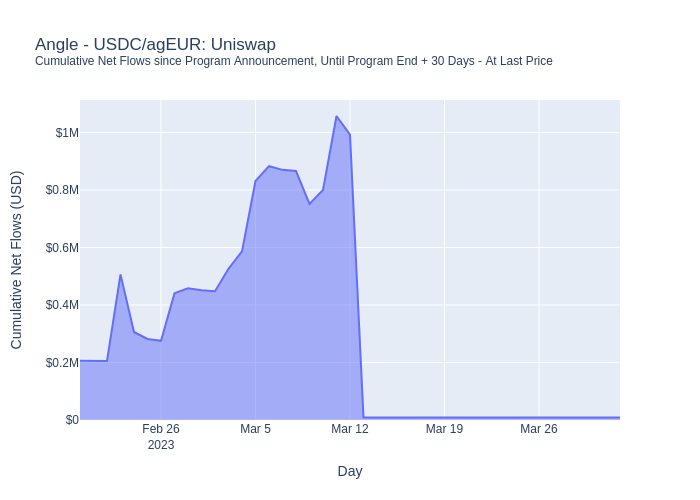 Angle - USDC/agEUR: Uniswap
Cumulative Net Flows since Program Announcement, Until Program End + 30 Days - At Last Price
Cumulative Net Flows (USD)
$1M
$0.8M
$0.6M
$0.4M
$0.2M
$0
Feb 26
2023
Mar 5
Mar 12
Mar 19
Mar 26
Day